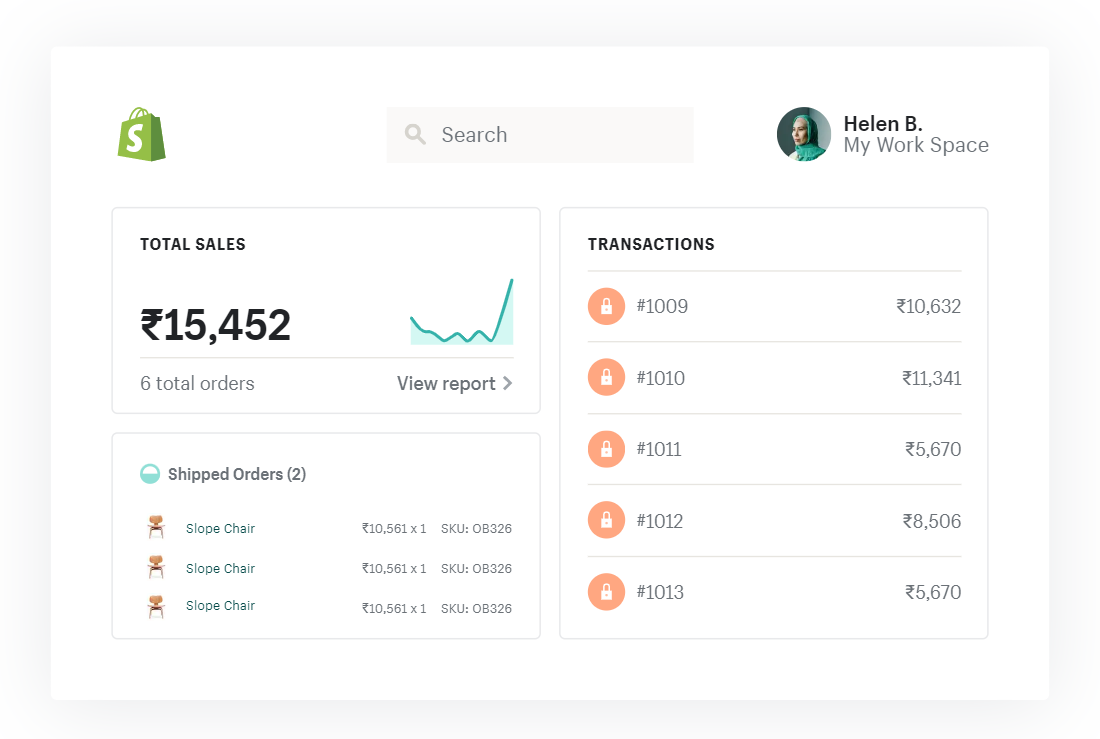 S
Search
Helen B.
My Work Space
TOTAL SALES
₹15,452
6 total orders
View report
Shipped Orders (2)
Slope Chair ₹10,561 x 1 SKU: OB326
Slope Chair ₹10,561 x 1 SKU: OB326
Slope Chair ₹10,561 x 1 SKU: OB326
TRANSACTIONS
#1009 ₹10,632
#1010 ₹11,341
#1011 ₹5,670
#1012 ₹8,506
#1013 ₹5,670